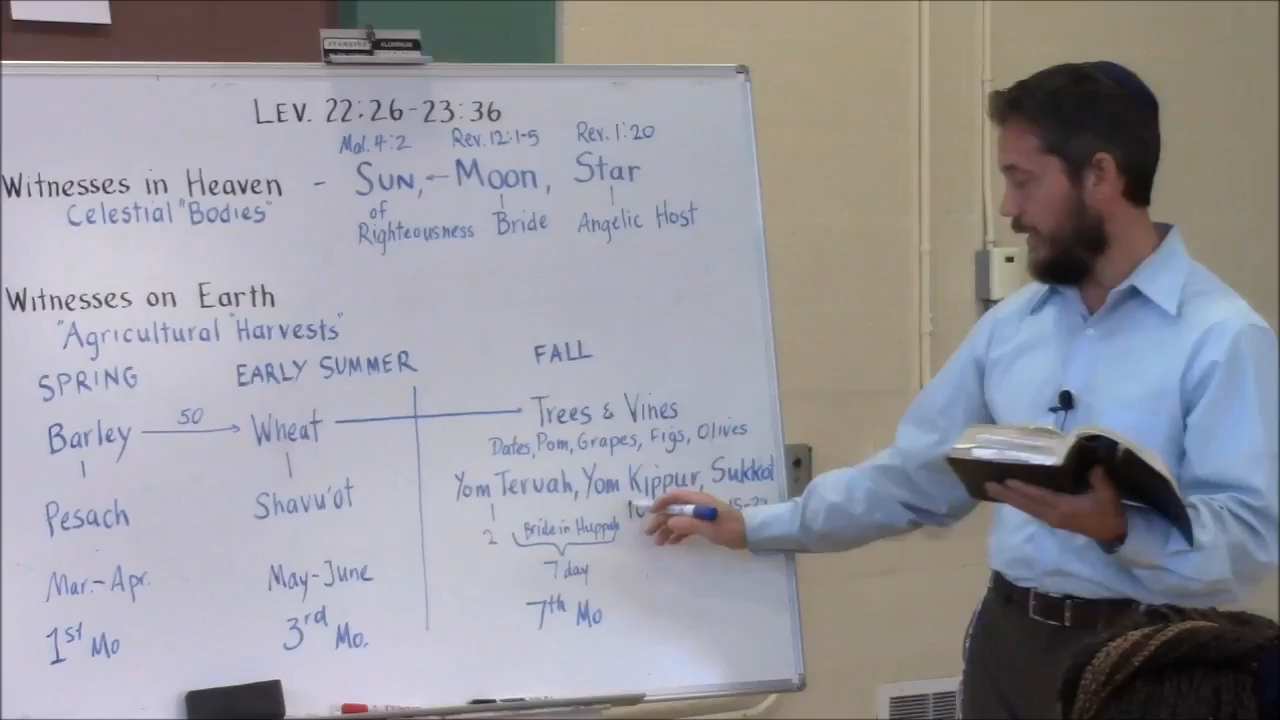 LEV. 22:26-23:36
Mal. 4:2 Rev. 12:1-5 Rev. 1:20
Witnesses in Heaven - SUN, ← Moon, Star
Celestial "Bodies"
of Righteousness Bride Angelic Host
Witnesses on Earth
"Agricultural "Harvests"
SPRING EARLY SUMMER FALL
Barley 50 Wheat Trees & Vines
Dates, Pom, Grapes, Figs, Olives
Pesach Shavu'ot Yom Teruah, Yom Kippur, Sukkot
2 Bride in Huppah
7 day
Mar.-Apr. May-June
1st Mo 3rd Mo. 7th Mo